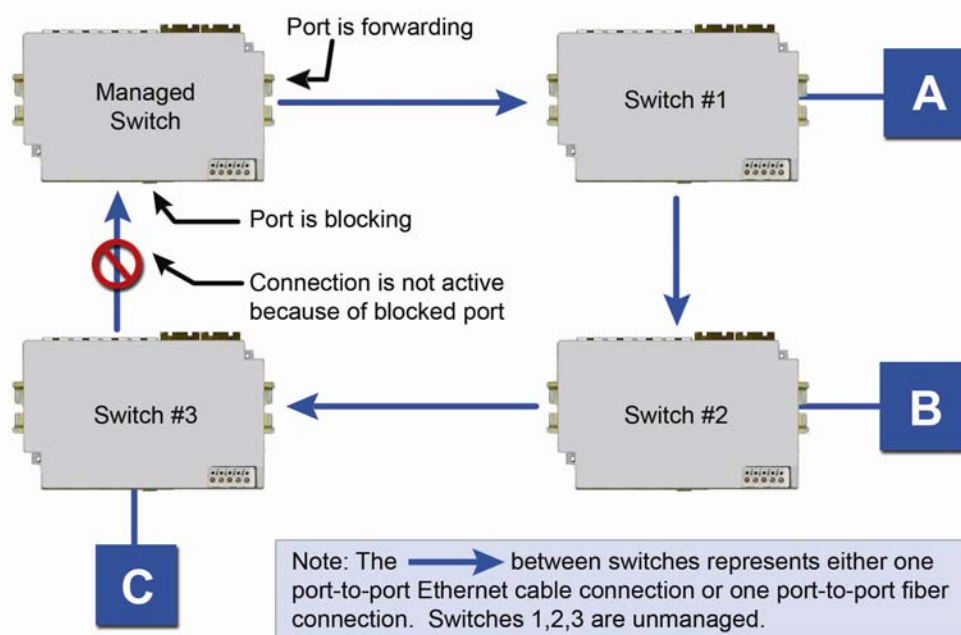 Port is forwarding
Managed
Switch
Switch #1
A
Port is blocking
Connection is not active
because of blocked port
Switch #3
Switch #2
B
C
Note: The between switches represents either one
port-to-port Ethernet cable connection or one port-to-port fiber
connection. Switches 1,2,3 are unmanaged.